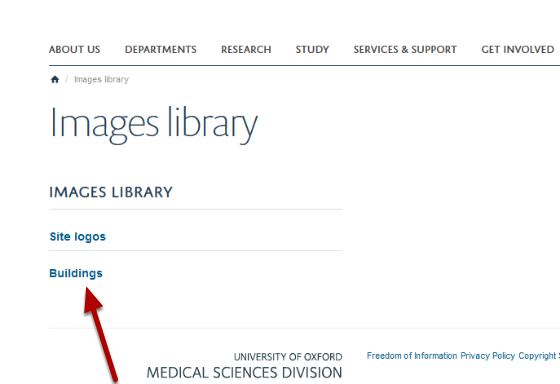 ABOUT US DEPARTMENTS RESEARCH STUDY SERVICES & SUPPORT GET INVOLVED
/ Images library
Images library
IMAGES LIBRARY
Site logos
Buildings
UNIVERSITY OF OXFORD
MEDICAL SCIENCES DIVISION
Freedom of Information Privacy Policy Copyright